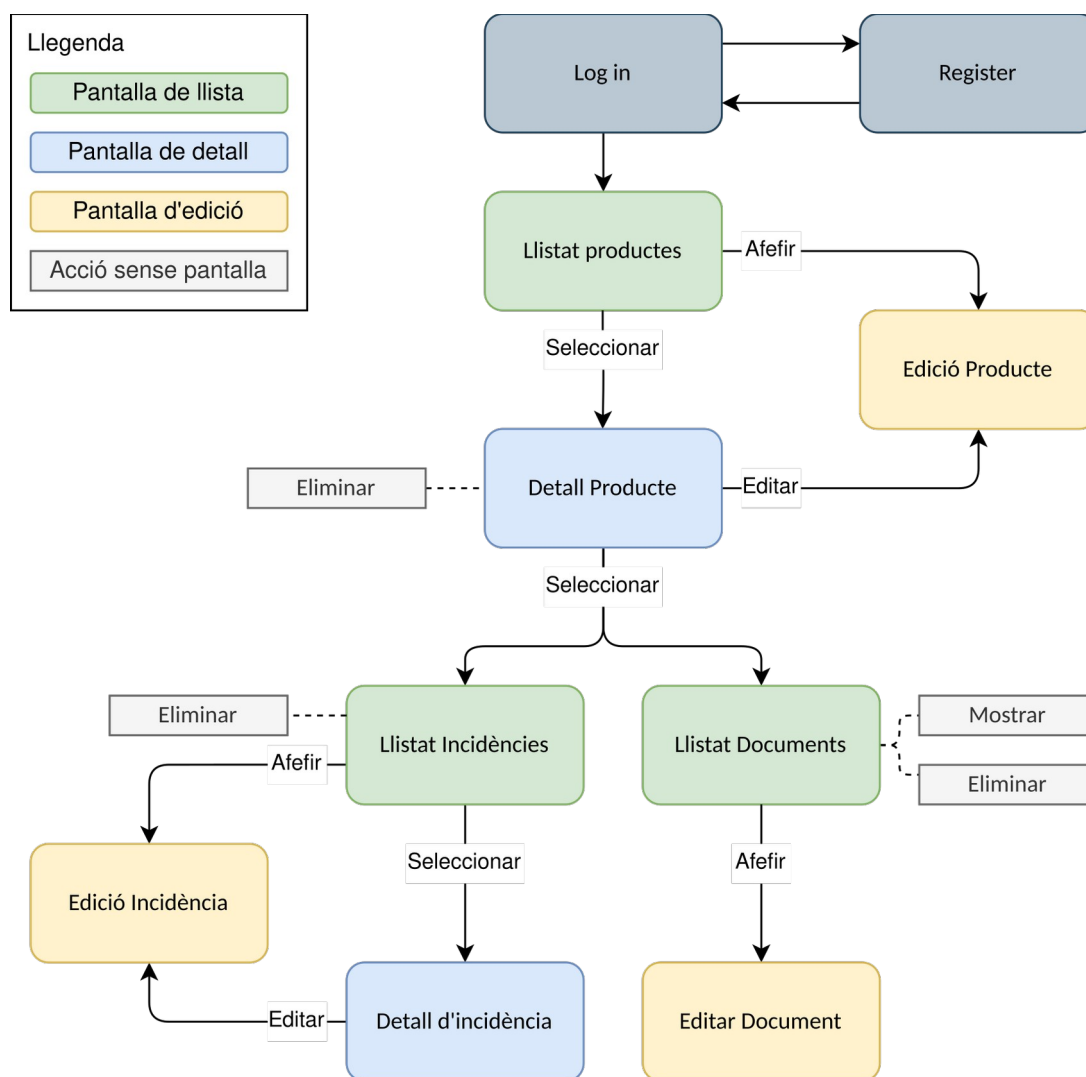 Llegenda
Pantalla de llista
Pantalla de detall
Pantalla d'edició
Acció sense pantalla
Log in
Register
Llistat productes
Afefir
Seleccionar
Edició Producte
Eliminar
Detall Producte
Editar
Seleccionar
Eliminar
Llistat Incidències
Llistat Documents
Mostrar
Eliminar
Afefir
Seleccionar
Afefir
Edició Incidència
Editar
Detall d'incidència
Editar Document